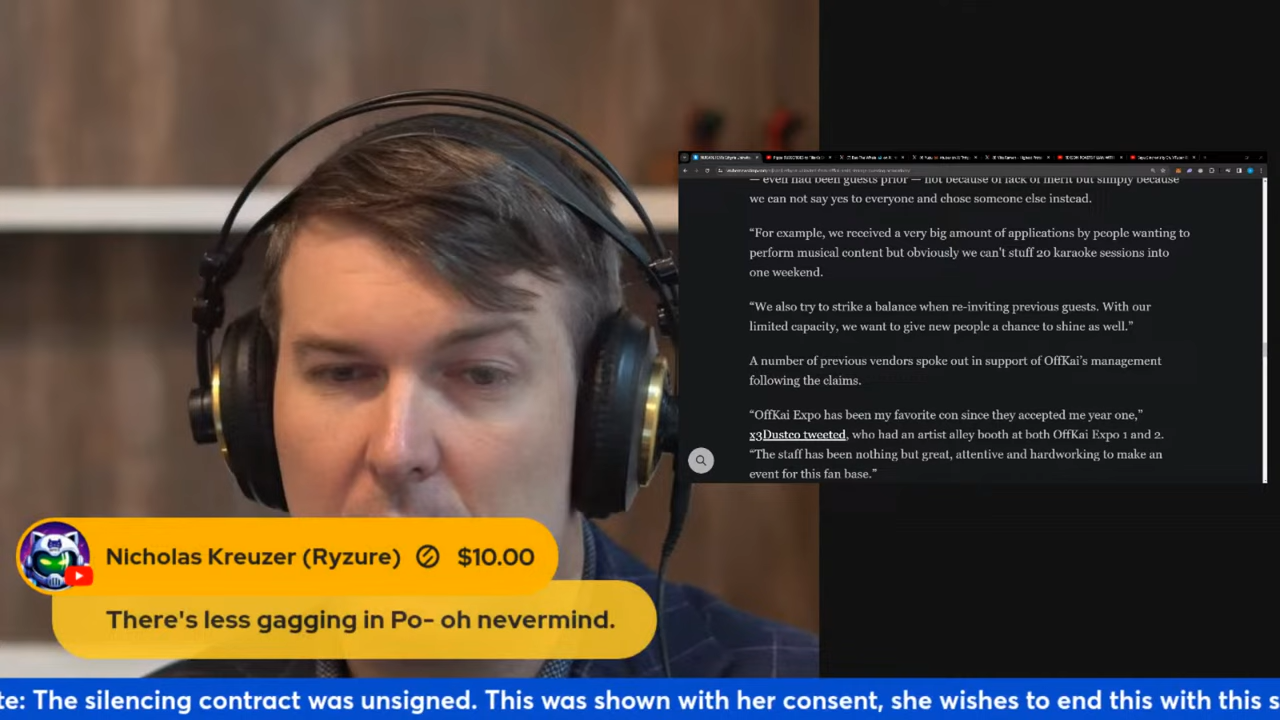 — even had been guests prior — not because of lack of merit but simply because
we can not say yes to everyone and chose someone else instead.
“For example, we received a very big amount of applications by people wanting to
perform musical content but obviously we can't stuff 20 karaoke sessions into
one weekend.
“We also try to strike a balance when re-inviting previous guests. With our
limited capacity, we want to give new people a chance to shine as well.”
A number of previous vendors spoke out in support of OffKai’s management
following the claims.
“OffKai Expo has been my favorite con since they accepted me year one,”
x3Dustco tweeted, who had an artist alley booth at both OffKai Expo 1 and 2.
“The staff has been nothing but great, attentive and hardworking to make an
event for this fan base.”
Nicholas Kreuzer (Ryzure) $10.00
There's less gagging in Po- oh nevermind.
te: The silencing contract was unsigned. This was shown with her consent, she wishes to end this with this s